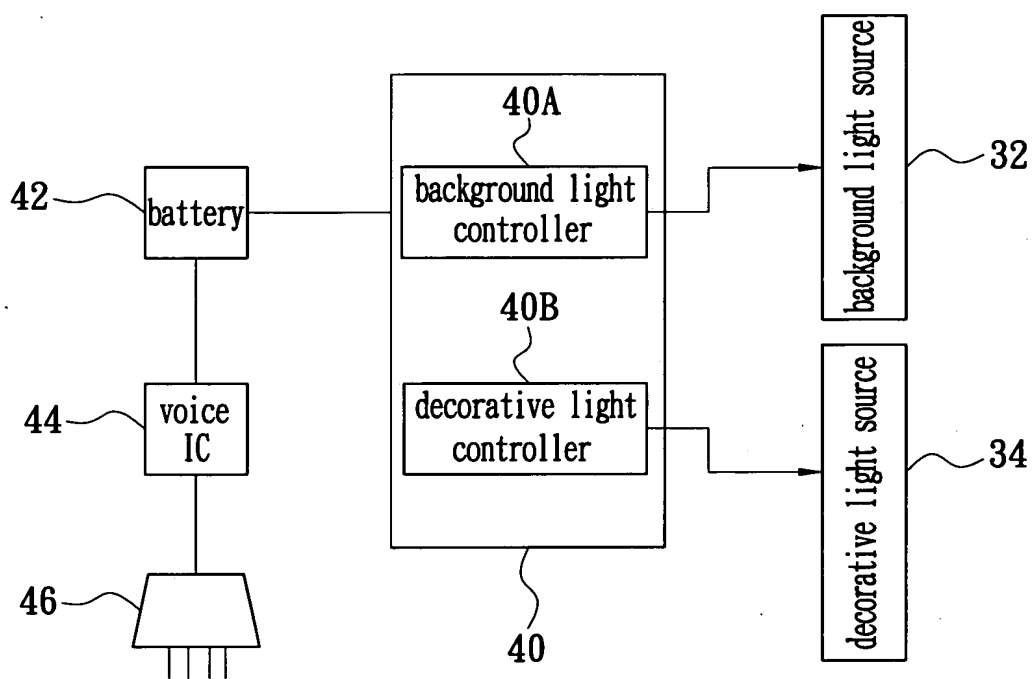 40A
background light
controller
42
battery
background light source
32
40B
decorative light
controller
44
voice
IC
decorative light source
34
46
40